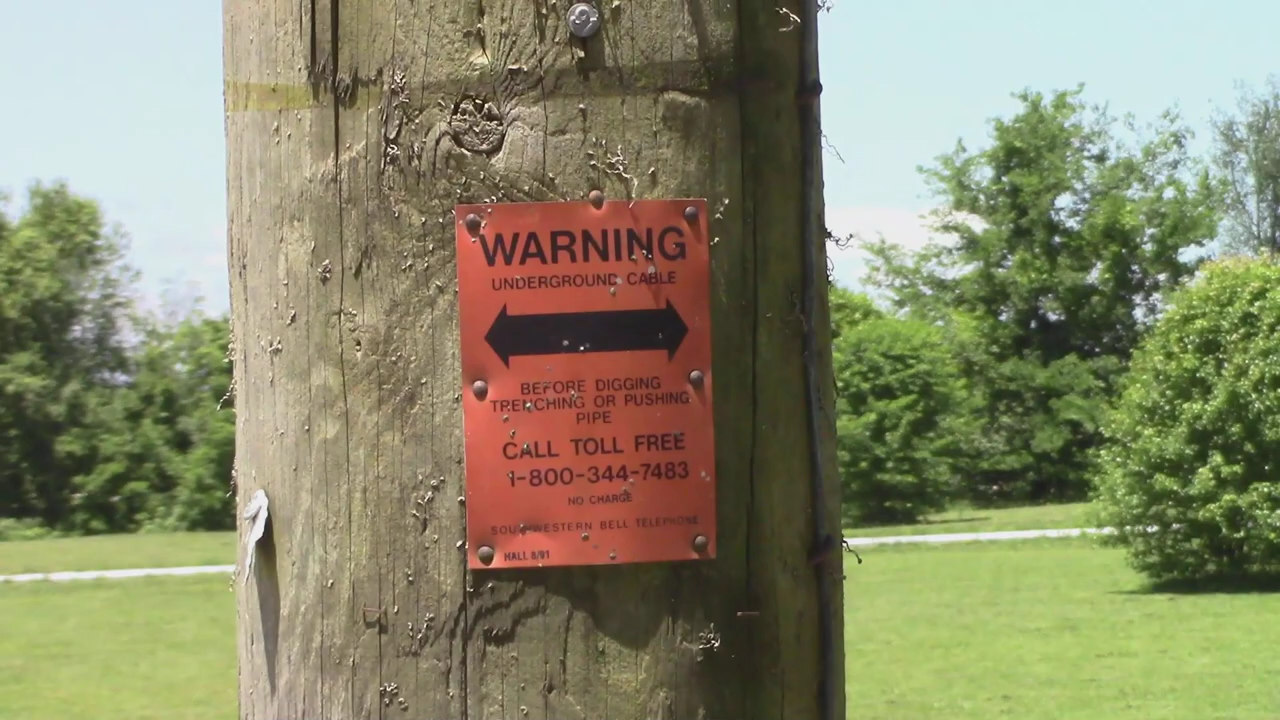 WARNING
UNDERGROUND CABLE
BEFORE DIGGING
TRENCHING OR PUSHING
PIPE
CALL TOLL FREE
1-800-344-7483
NO CHARGE
SOUTHWESTERN BELL TELEPHONE
HALL 8/91